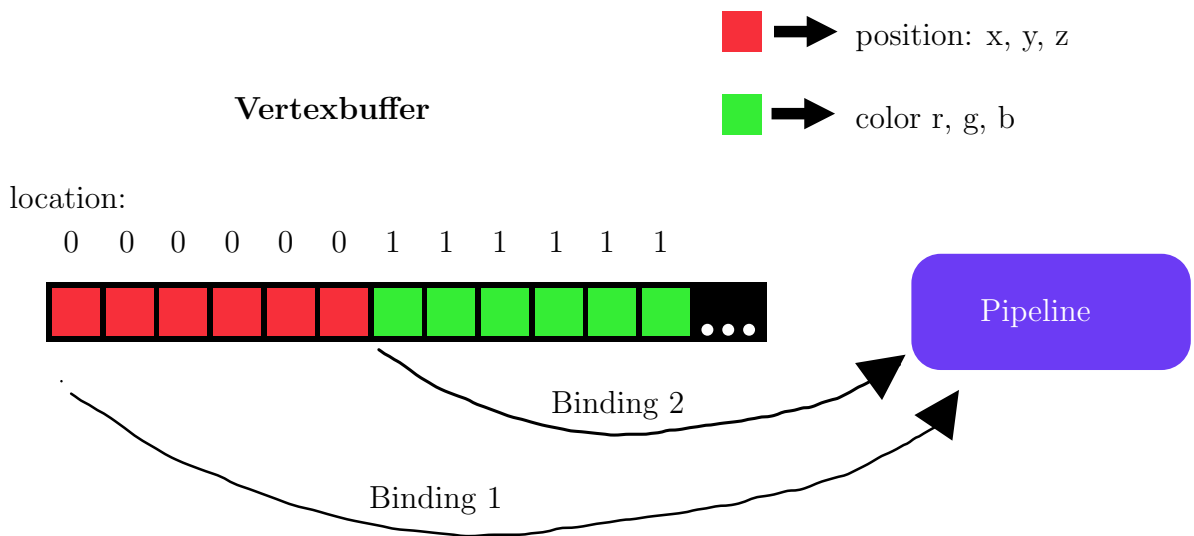 position: x, y, z
Vertexbuffer
color r, g, b
location:
0 0 0 0 0 0 1 1 1 1 1 1
Pipeline
Binding 2
Binding 1